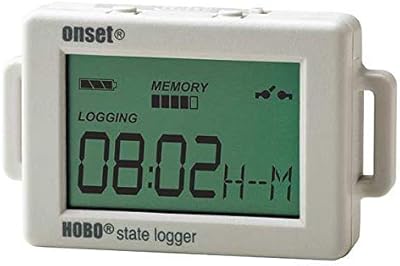 onset®
MEMORY
LOGGING
08:02H-M
HOBO® state logger